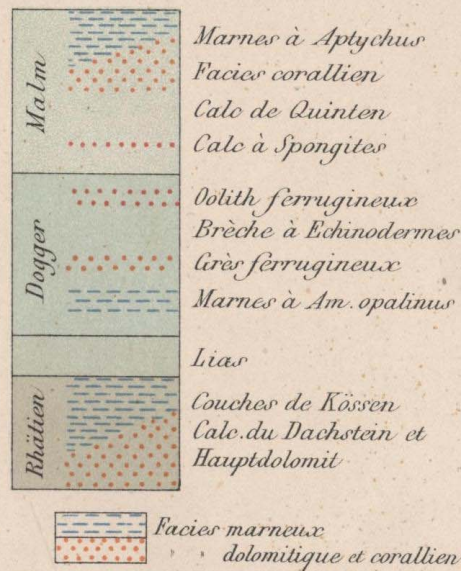 Malm
Marnes à Aptychus
Facies corallien
Calc de Quinten
Calc à Spongites
Dogger
Oolith ferrugineux
Brèche à Echinodermes
Grès ferrugineux
Marnes à Am. opalinus
Lias
Rhätien
Couches de Kössen
Calc. du Dachstein et
Hauptdolomit
Facies marneux
" " dolomitique et corallien